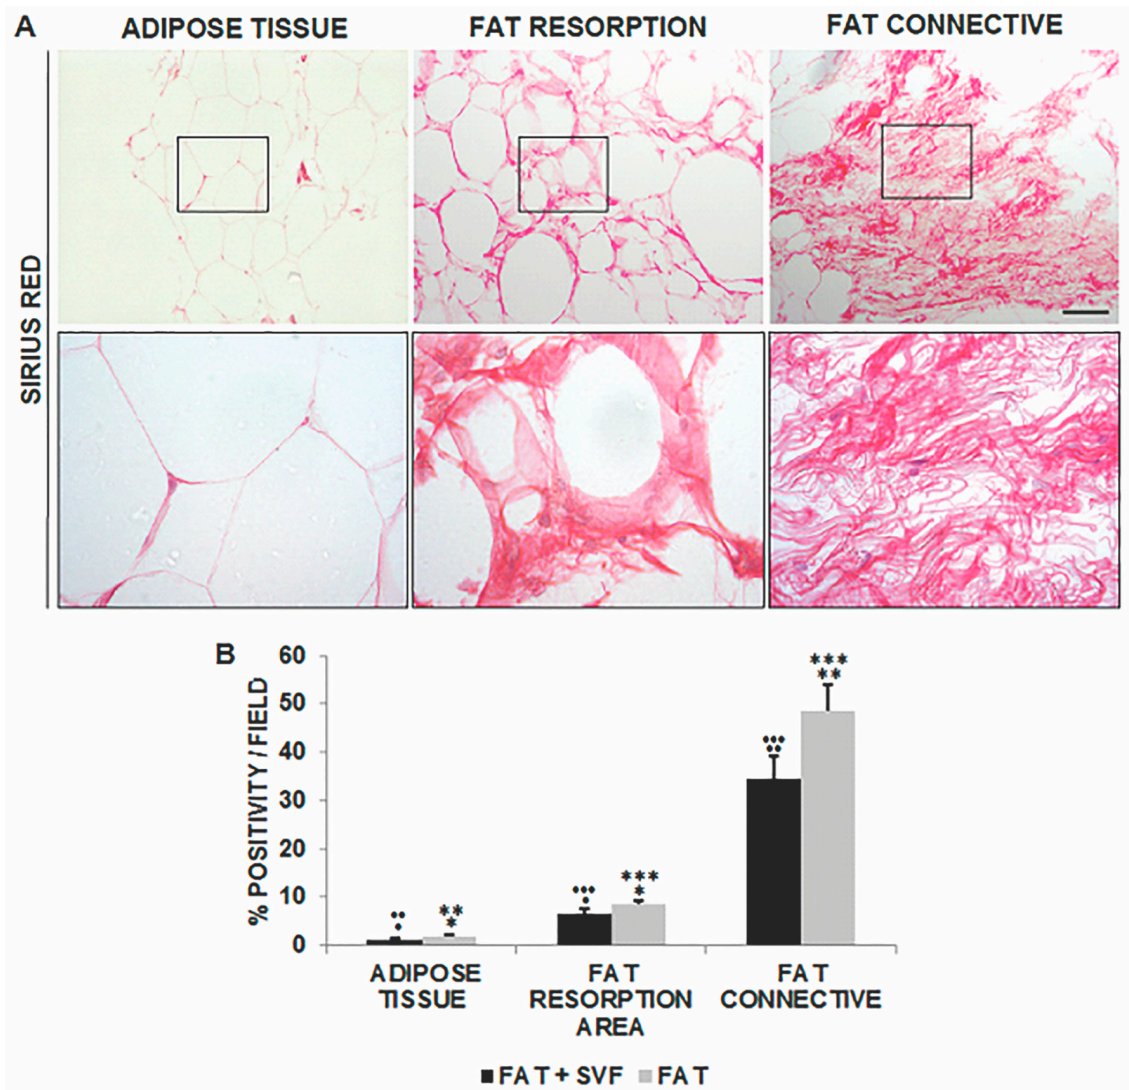 A
ADIPOSE TISSUE
FAT RESORPTION
FAT CONNECTIVE
SIRIUS RED
B
% POSITIVITY / FIELD
60
50
40
30
20
10
0
••
•
**
*
•••
•
***
*
•••
••
***
**
ADIPOSE
TISSUE
FAT
RESORPTION
AREA
FAT
CONNECTIVE
FAT + SVF
FAT